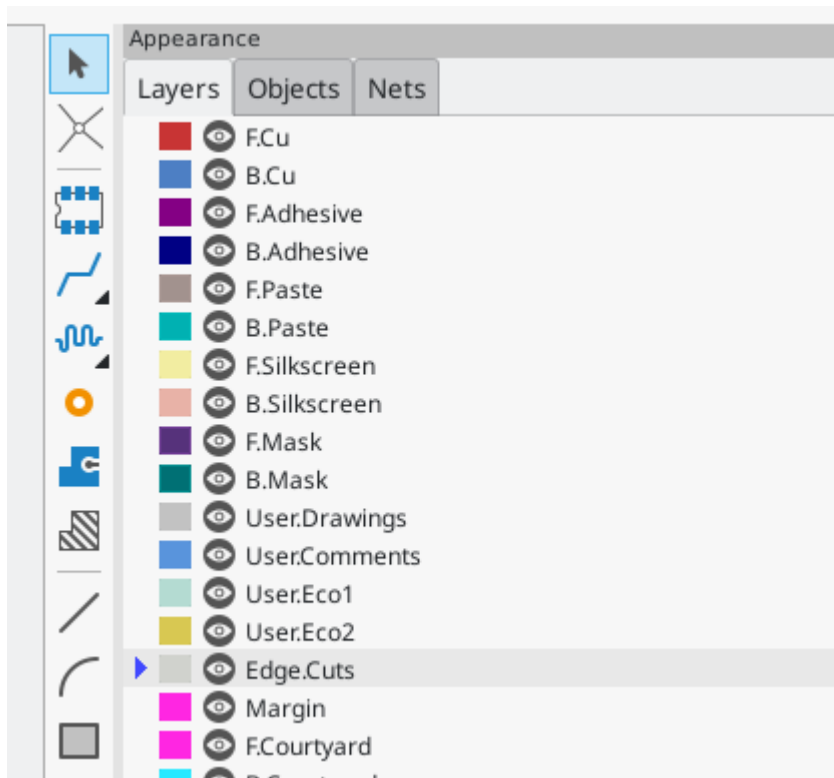 Appearance
Layers Objects Nets
F.Cu
B.Cu
F.Adhesive
B.Adhesive
F.Paste
B.Paste
F.Silkscreen
B.Silkscreen
F.Mask
B.Mask
User.Drawings
User.Comments
User.Eco1
User.Eco2
Edge.Cuts
Margin
F.Courtyard